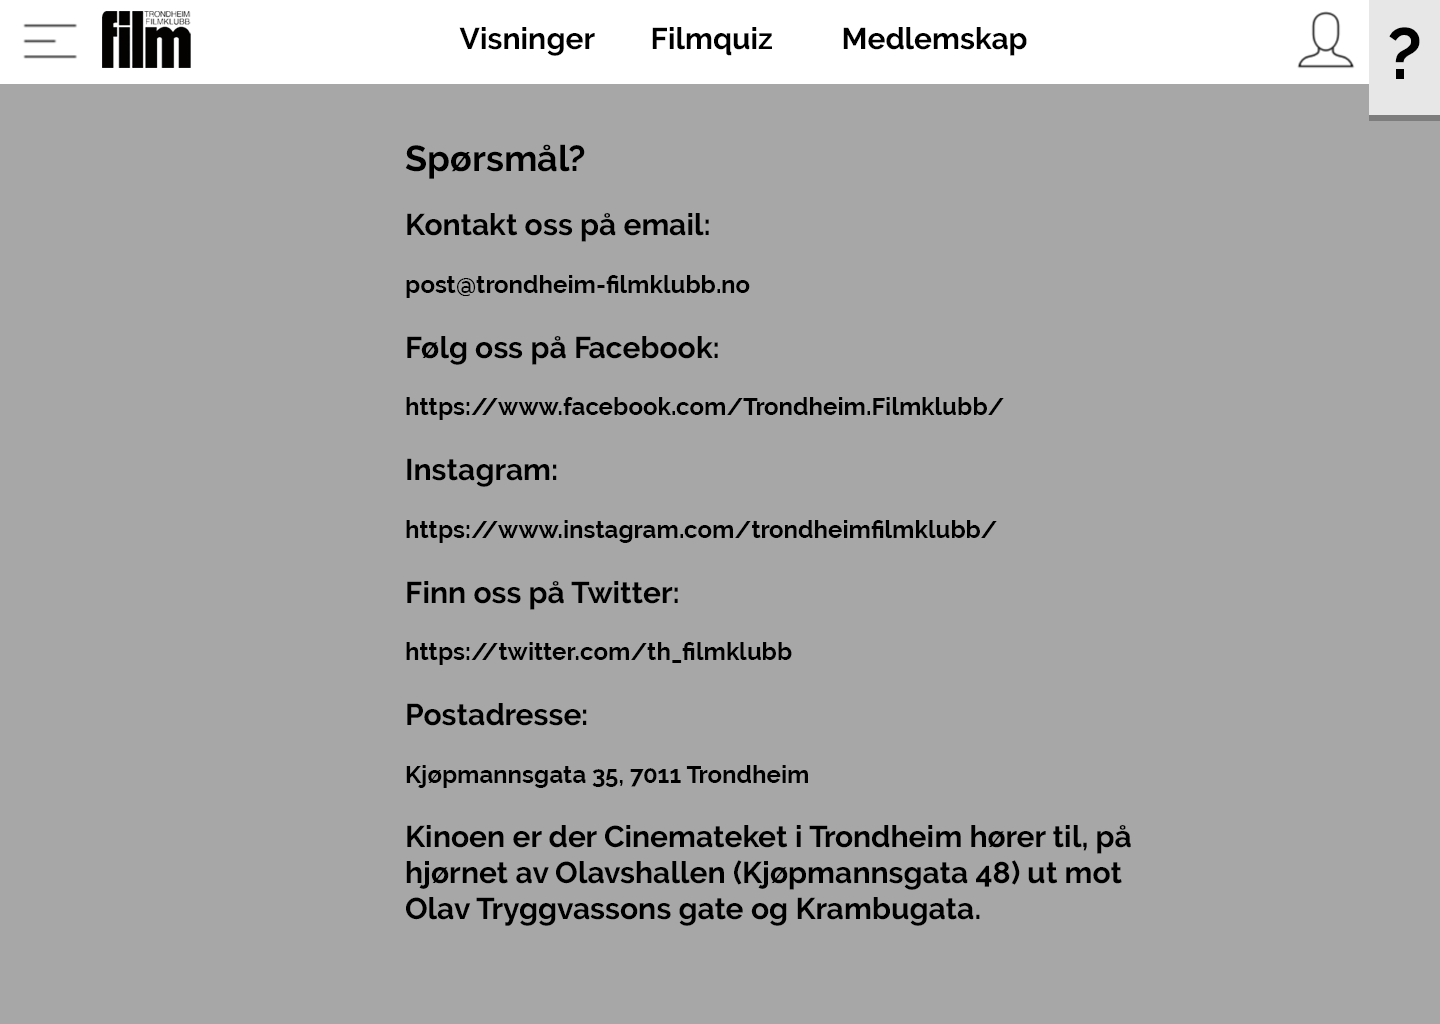 TRONDHEIM
FILMKLUBB
film
Visninger
Filmquiz
Medlemskap
?
Spørsmål?
Kontakt oss på email:
post@trondheim-filmklubb.no
Følg oss på Facebook:
https://www.facebook.com/Trondheim.Filmklubb/
Instagram:
https://www.instagram.com/trondheimfilmklubb/
Finn oss på Twitter:
https://twitter.com/th_filmklubb
Postadresse:
Kjøpmannsgata 35, 7011 Trondheim
Kinoen er der Cinemateket i Trondheim hører til, på
hjørnet av Olavshallen (Kjøpmannsgata 48) ut mot
Olav Tryggvassons gate og Krambugata.